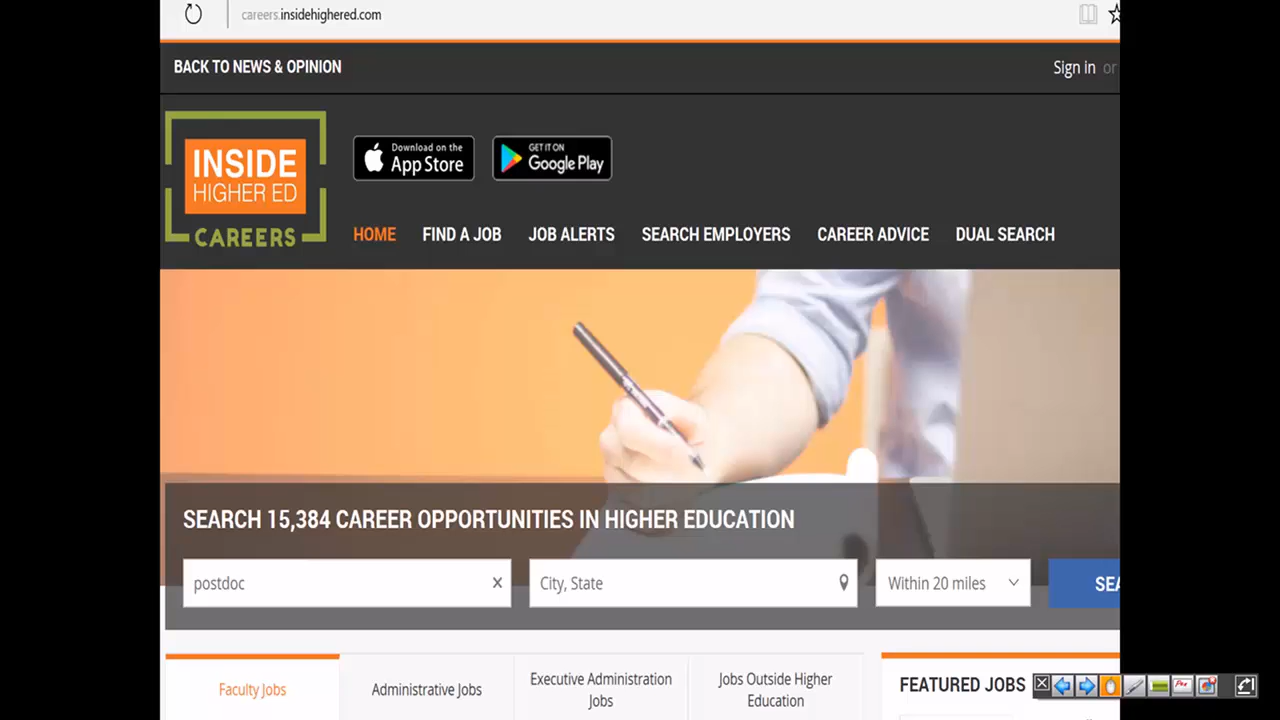 careers.insidehighered.com
BACK TO NEWS & OPINION
Sign in or
INSIDE
HIGHER ED
CAREERS
Download on the
App Store
GET IT ON
Google Play
HOME FIND A JOB JOB ALERTS SEARCH EMPLOYERS CAREER ADVICE DUAL SEARCH
SEARCH 15,384 CAREER OPPORTUNITIES IN HIGHER EDUCATION
postdoc City, State Within 20 miles SEA
Faculty Jobs
Administrative Jobs
Executive Administration
Jobs
Jobs Outside Higher
Education
FEATURED JOBS